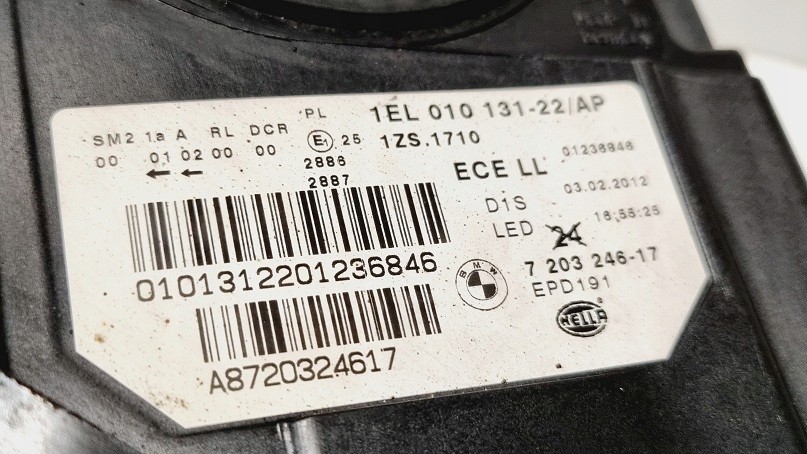 PL 1EL 010 131-22/AP
SM2 1a A RL DCR E1 25 1ZS.1710
00 01 02 00 00 2886 ECE LL 01236846
2887 D1S 03.02.2012
LED 24 16:55:25
0101312201236846
BMW 7 203 246-17
EPD191
HELLA ®
A8720324617